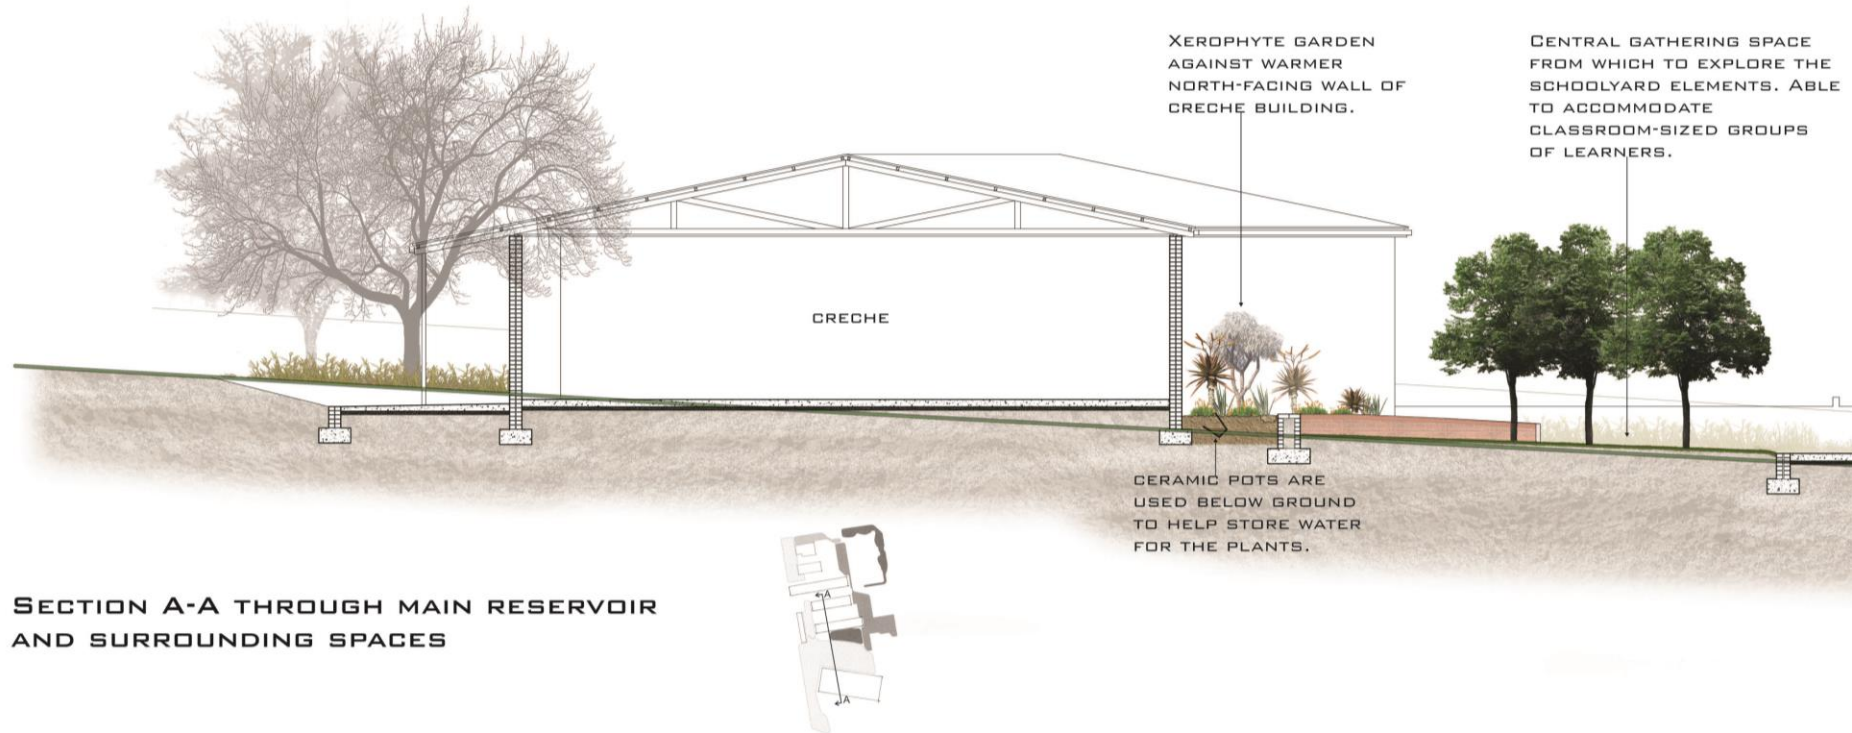 XEROPHYTE GARDEN
AGAINST WARMER
NORTH-FACING WALL OF
CRECHE BUILDING.
CENTRAL GATHERING SPACE
FROM WHICH TO EXPLORE THE
SCHOOLYARD ELEMENTS. ABLE
TO ACCOMMODATE
CLASSROOM-SIZED GROUPS
OF LEARNERS.
CRECHE
CERAMIC POTS ARE
USED BELOW GROUND
TO HELP STORE WATER
FOR THE PLANTS.
SECTION A-A THROUGH MAIN RESERVOIR
AND SURROUNDING SPACES
A
A